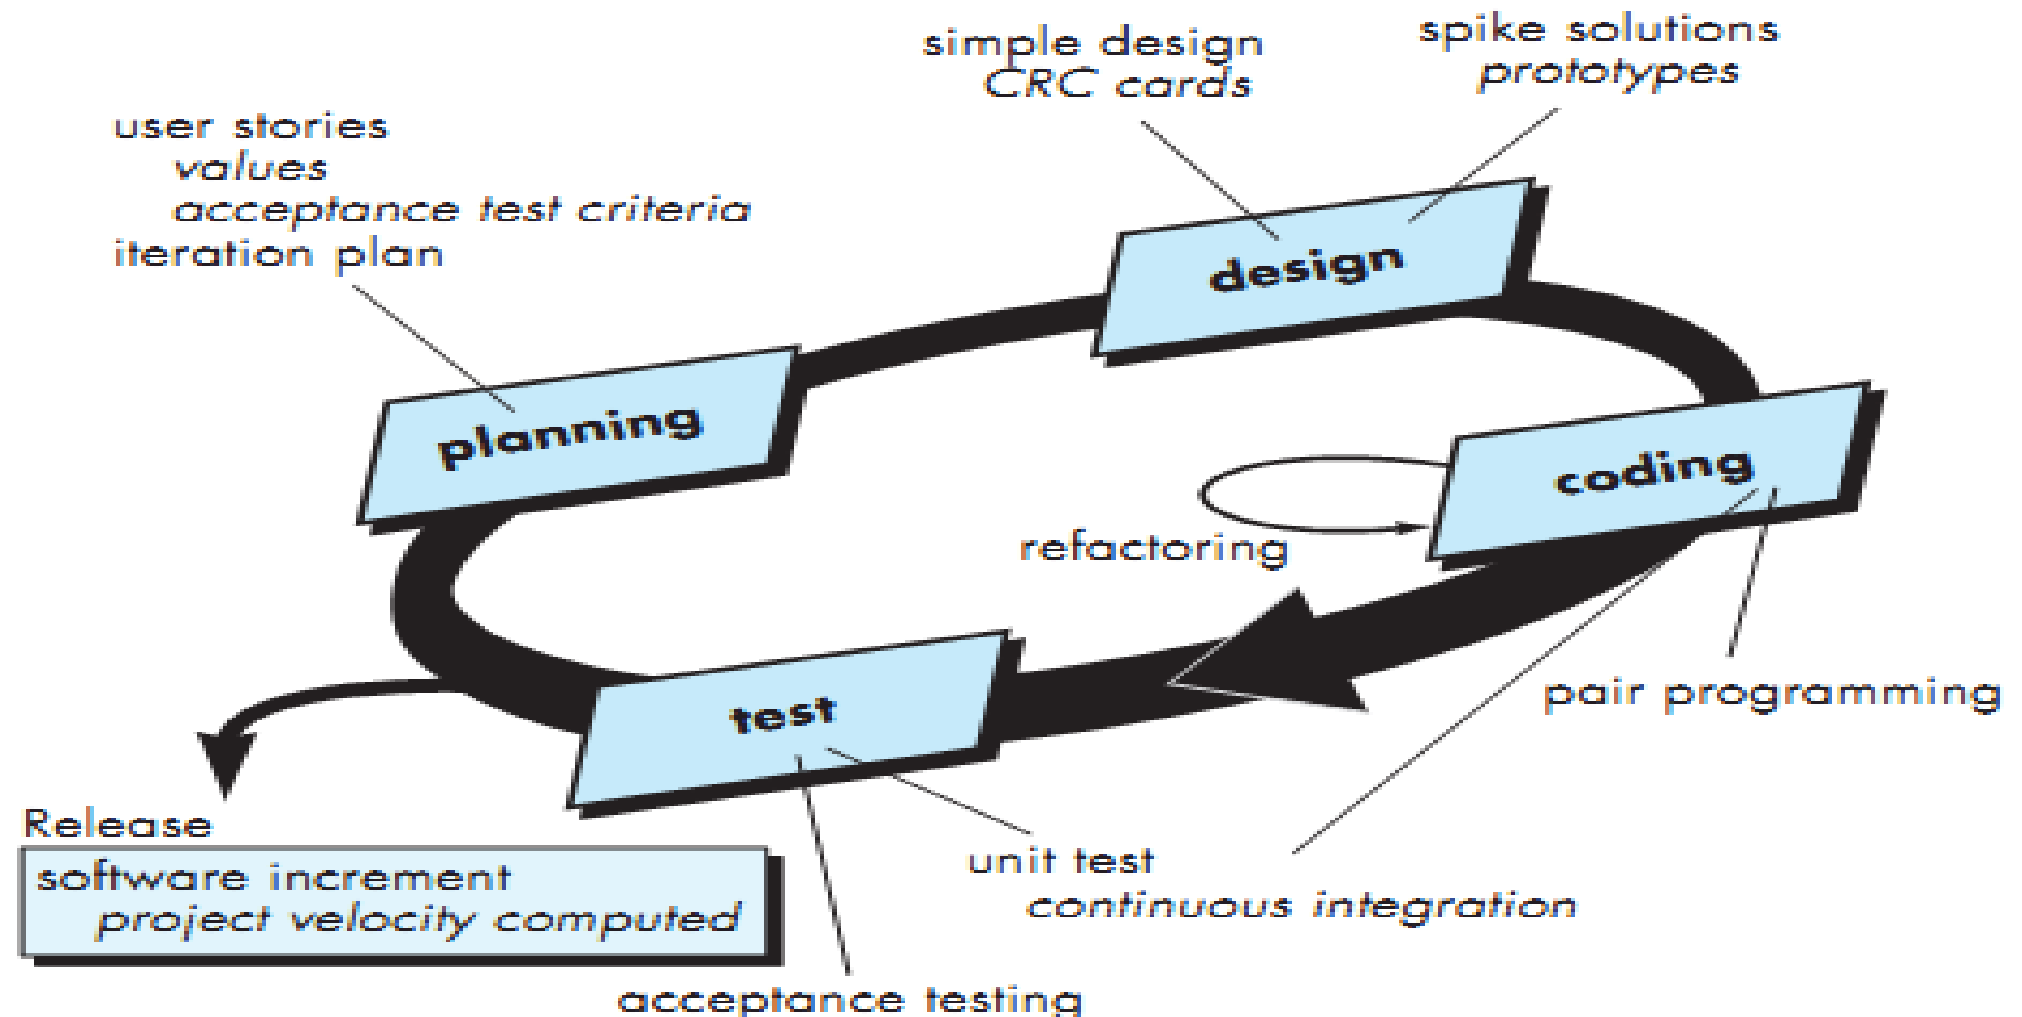 simple design
CRC cards
spike solutions
prototypes
user stories
values
acceptance test criteria
iteration plan
design
planning
coding
refactoring
test
pair programming
Release
software increment
project velocity computed
unit test
continuous integration
acceptance testing